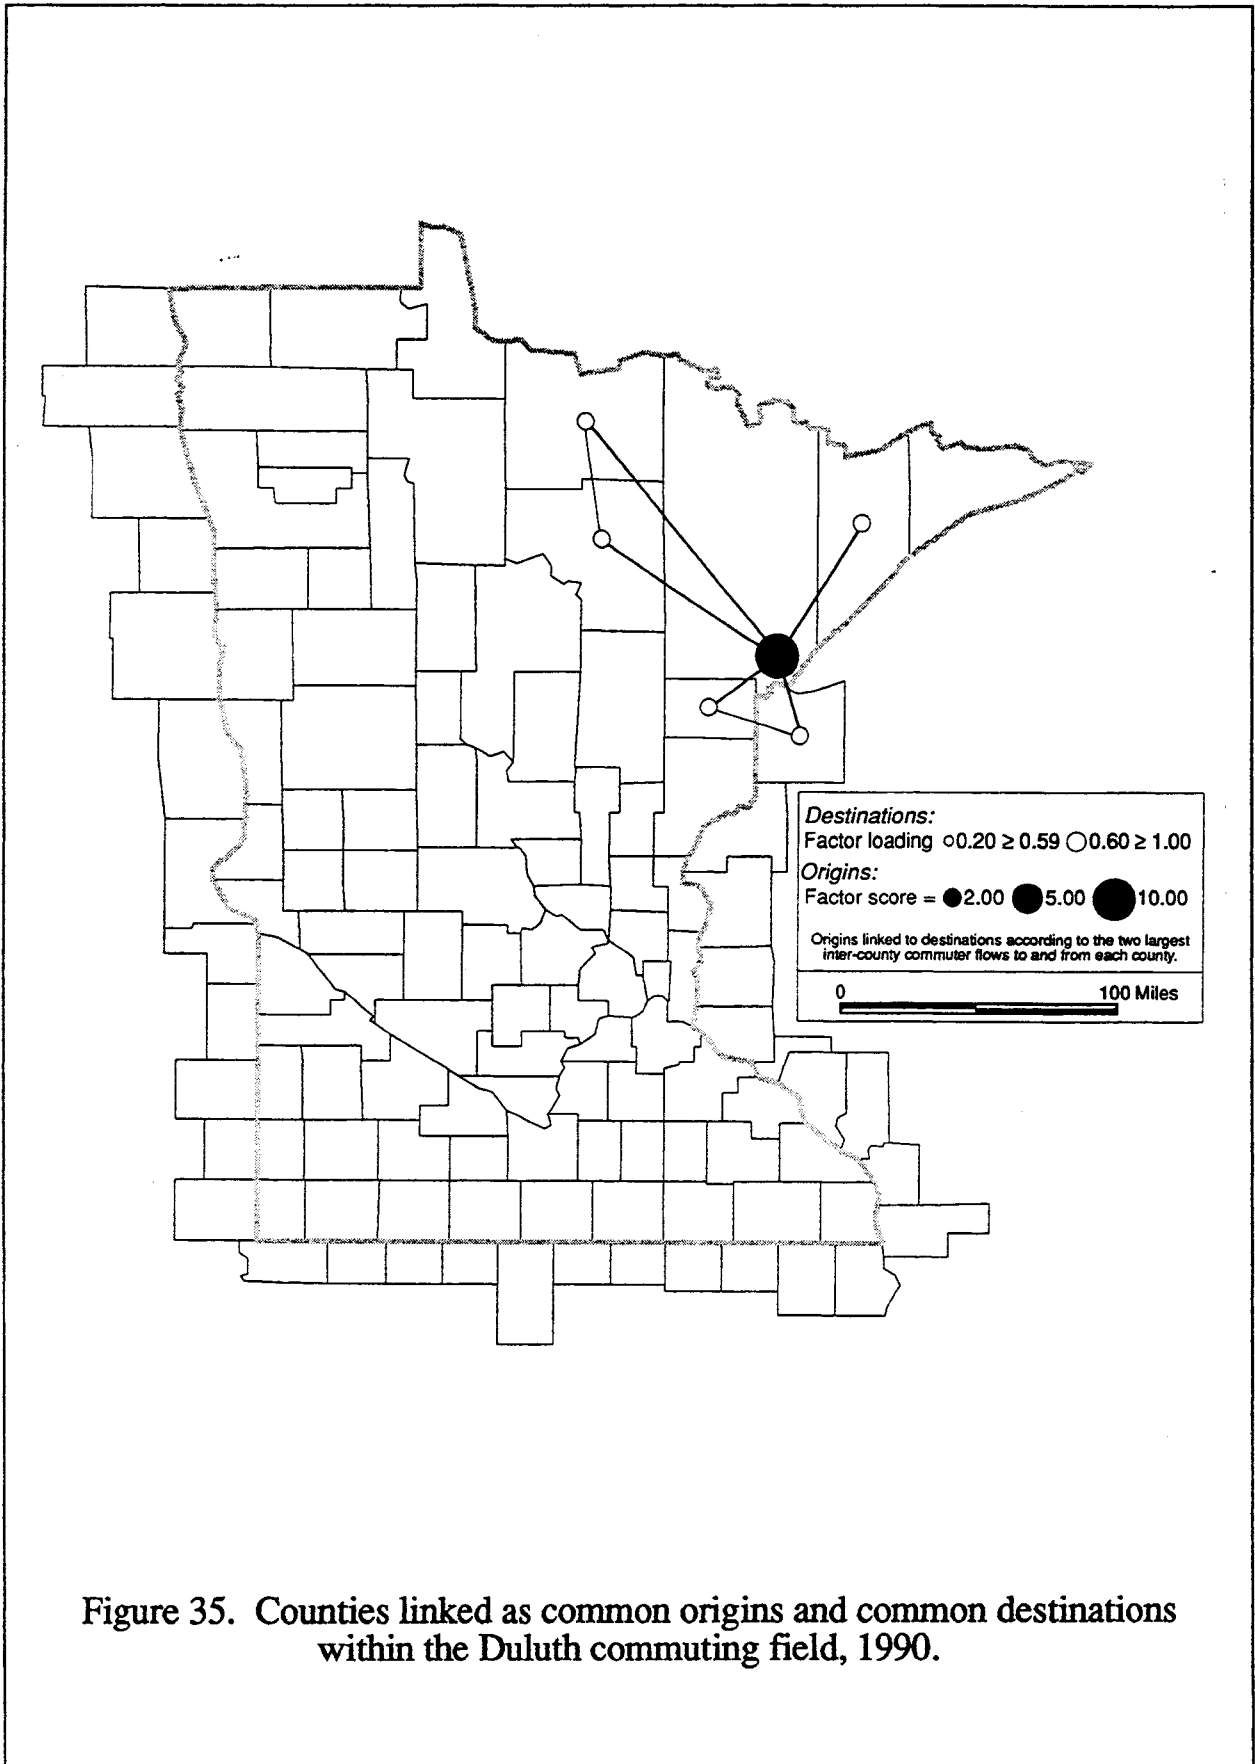 Destinations:
Factor loading ○0.20 ≥ 0.59 ○0.60 ≥ 1.00
Origins:
Factor score = ●2.00 ●5.00 ●10.00
Origins linked to destinations according to the two largest
inter-county commuter flows to and from each county.
0 100 Miles
Figure 35. Counties linked as common origins and common destinations
within the Duluth commuting field, 1990.